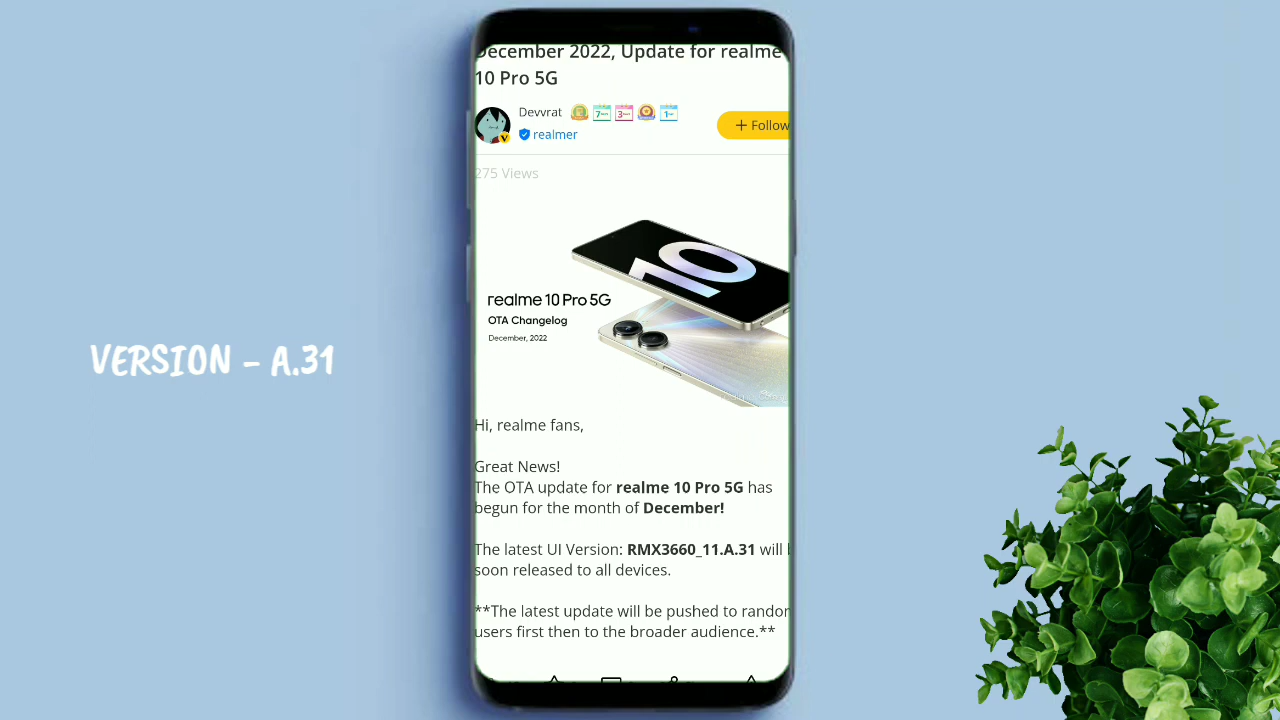 VERSION - A.31
December 2022, Update for realme
10 Pro 5G
Devvrat
realmer
+ Follow
275 Views
10
realme 10 Pro 5G
OTA Changelog
December, 2022
Hi, realme fans,
Great News!
The OTA update for realme 10 Pro 5G has
begun for the month of December!
The latest UI Version: RMX3660_11.A.31 will
soon released to all devices.
**The latest update will be pushed to
users first then to the broader audience.**